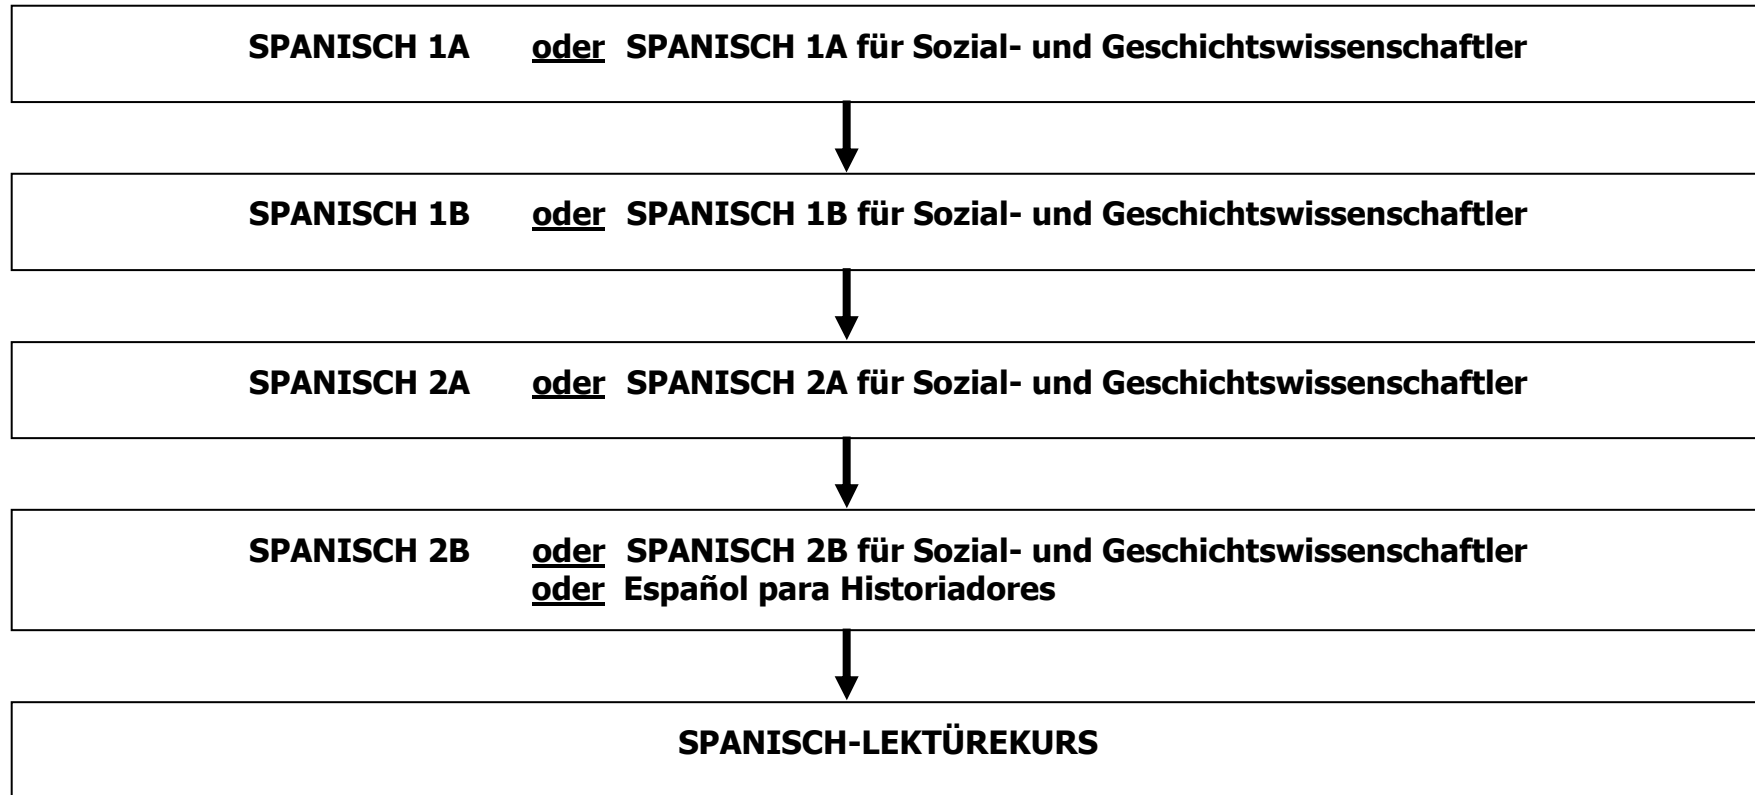 SPANISCH 1A oder SPANISCH 1A für Sozial- und Geschichtswissenschaftler
SPANISCH 1B oder SPANISCH 1B für Sozial- und Geschichtswissenschaftler
SPANISCH 2A oder SPANISCH 2A für Sozial- und Geschichtswissenschaftler
SPANISCH 2B oder SPANISCH 2B für Sozial- und Geschichtswissenschaftler
oder Español para Historiadores
SPANISCH-LEKTÜREKURS